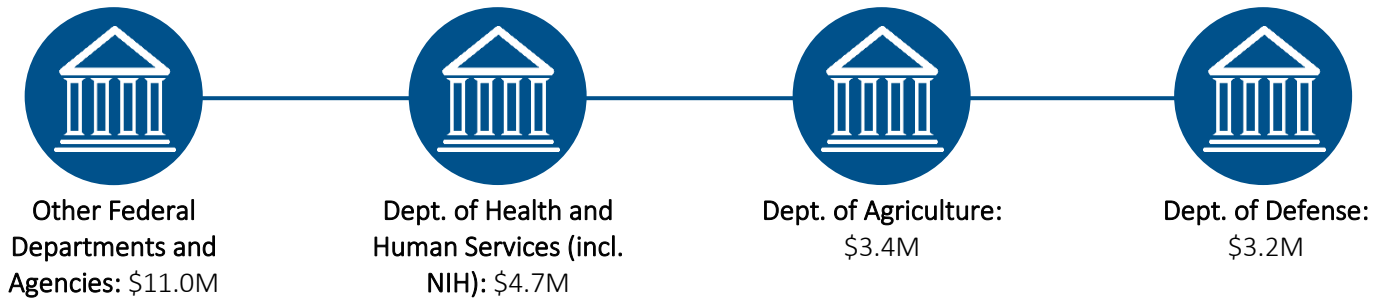 Other Federal
Departments and
Agencies: $11.0M
Dept. of Health and
Human Services (incl.
NIH): $4.7M
Dept. of Agriculture:
$3.4M
Dept. of Defense:
$3.2M